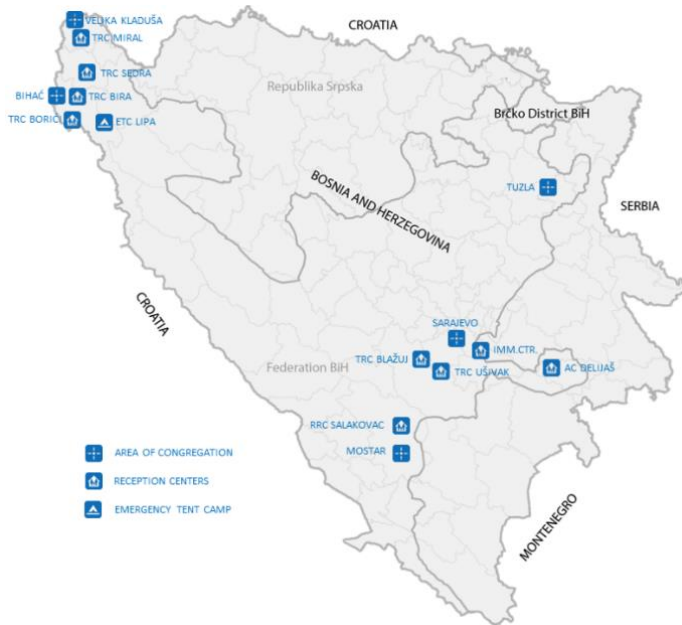 CROATIA
VELIKA KLADUŠA
TRC MIRAL
TRC SEDRA
Republika Srpska
BIHAĆ
TRC BIRA
TRC BORICI
ETC LIPA
Brčko District BiH
BOSNIA AND HERZEGOVINA
TUZLA
SERBIA
CROATIA
SARAJEVO
IMM.CTR.
TRC BLAŽUJ
Federation BiH
TRC UŠIVAK
AC DELIJAŠ
RRC SALAKOVAC
MOSTAR
AREA OF CONGREGATION
RECEPTION CENTERS
EMERGENCY TENT CAMP
MONTENEGRO